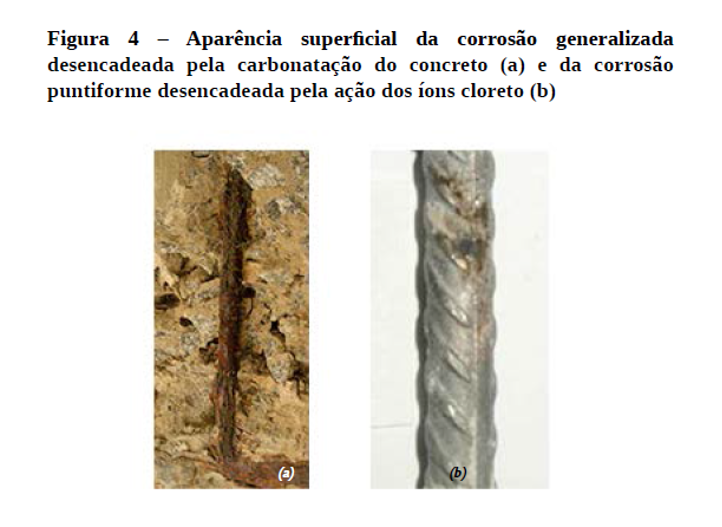 Figura 4 – Aparência superficial da corrosão generalizada
desencadeada pela carbonatação do concreto (a) e da corrosão
puntiforme desencadeada pela ação dos íons cloreto (b)
(a)
(b)